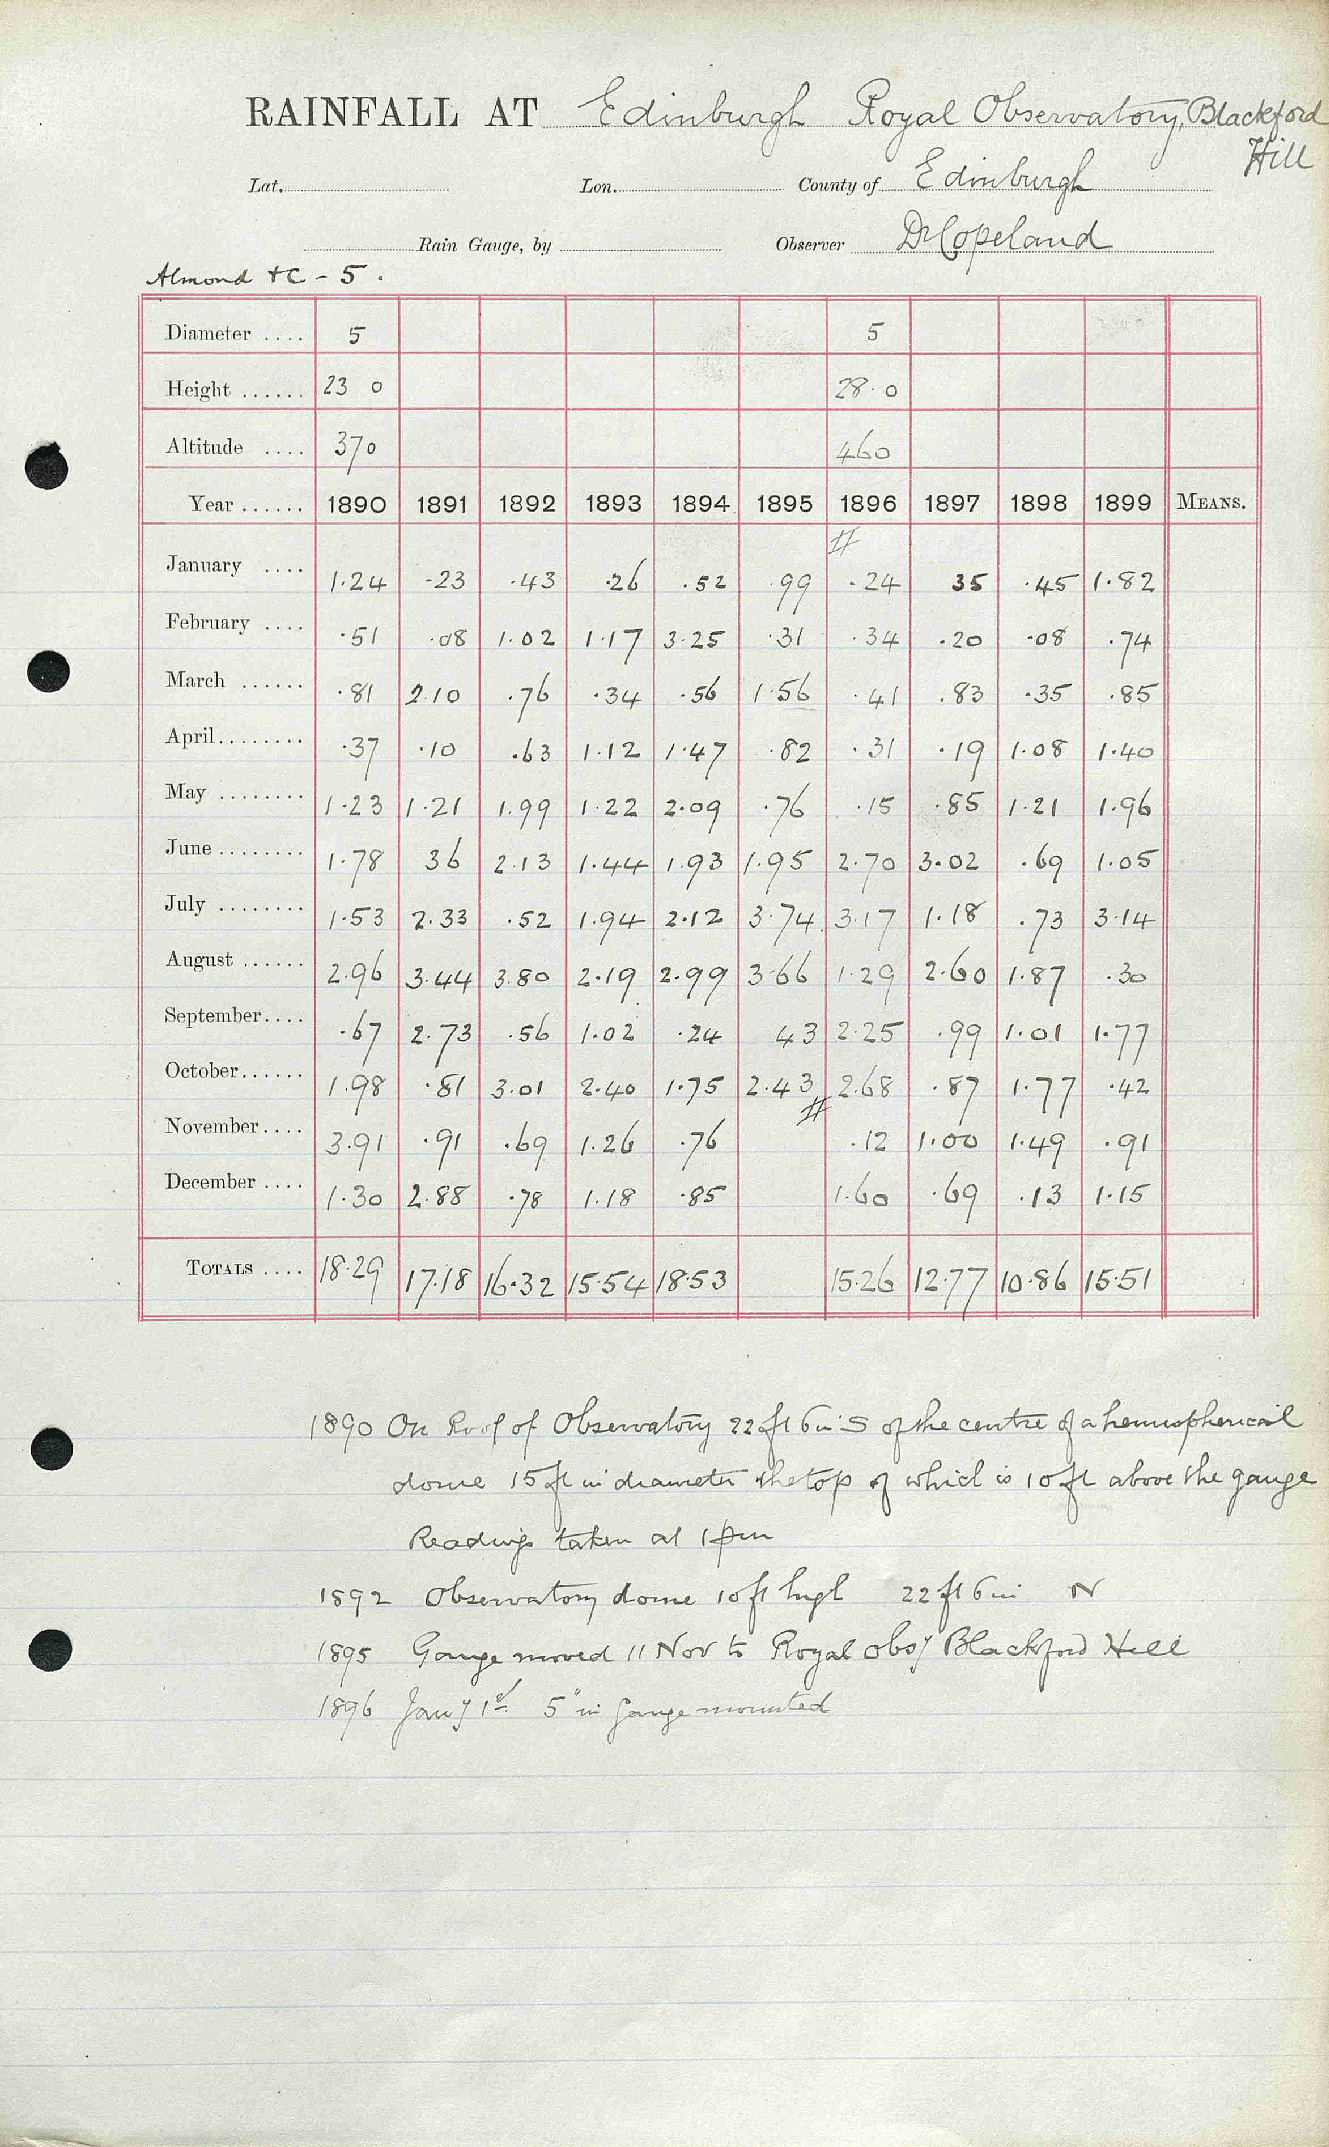 RAINFALL AT Edinburgh Royal Observatory, Blackford
Hill
Lat. Lon. County of Edinburgh
Rain Gauge, by Observer Dr Copeland
Almond +C - 5.
Diameter .... 5 5
Height ...... 23 0 28.0
Altitude .... 370 460
Year ...... 1890 1891 1892 1893 1894 1895 1896 1897 1898 1899 MEANS.
#
January .... 1.24 .23 .43 .26 .52 .99 .24 35 .45 1.82
February .... .51 .08 1.02 1.17 3.25 .31 .34 .20 .08 .74
March ...... .81 2.10 .76 .34 .56 1.56 .41 .83 .35 .85
April........ .37 .10 .63 1.12 1.47 .82 .31 .19 1.08 1.40
May ........ 1.23 1.21 1.99 1.22 2.09 .76 .15 .85 1.21 1.96
June ........ 1.78 36 2.13 1.44 1.93 1.95 2.70 3.02 .69 1.05
July ........ 1.53 2.33 .52 1.94 2.12 3.74 3.17 1.18 .73 3.14
August ...... 2.96 3.44 3.80 2.19 2.99 3.66 1.29 2.60 1.87 .30
September.... .67 2.73 .56 1.02 .24 43 2.25 .99 1.01 1.77
October...... 1.98 .81 3.01 2.40 1.75 2.43 2.68 .87 1.77 .42
#
November.... 3.91 .91 .69 1.26 .76 .12 1.00 1.49 .91
December .... 1.30 2.88 .78 1.18 .85 1.60 .69 .13 1.15
TOTALS .... 18.29 17.18 16.32 15.54 18.53 15.26 12.77 10.86 15.51
1890 On Roof of Observatory 22 ft 6 in S of the centre of a hemispherical
dome 15 ft in diameter the top of which is 10 ft above the gauge
Readings taken at 1 pm
1892 Observatory dome 10 ft high 22 ft 6 in N
1895 Gauge moved 11 Nov to Royal Obsy Blackford Hill
1896 Jany 1st 5" in gauge mounted